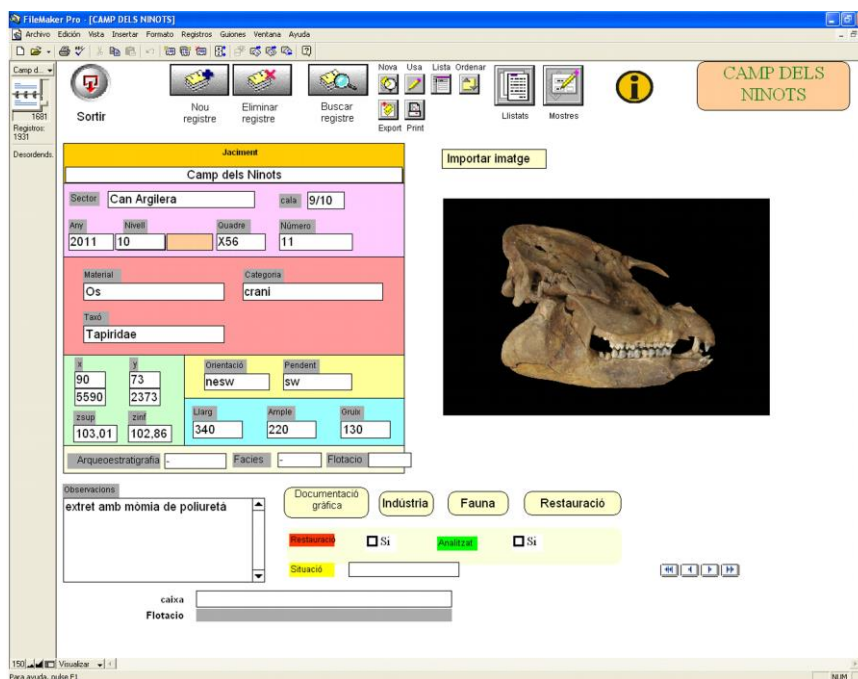 FileMaker Pro - [CAMP DELS NINOTS]
Archivo Edición Vista Insertar Formato Registros Guiones Ventana Ayuda
Camp d...
1681
Registros:
1931
Desordends.
Sortir
Nou registre
Eliminar registre
Buscar registre
Nova Usa Lista Ordenar
Export Print
Llistats
Mostres
CAMP DELS
NINOTS
Jaciment
Camp dels Ninots
Sector Can Argilera cala 9/10
Any Nivell Quadre Número
2011 10 X56 11
Material Categoria
Os crani
Taxó
Tapiridae
x y
90 73
5590 2373
zsup zinf
103,01 102,86
Orientació Pendent
nesw sw
Llarg Ample Gruix
340 220 130
Arqueoestratigrafia - Facies - Flotacio
Importar imatge
Observacions
extret amb mòmia de poliuretà
Documentació
gràfica
Indústria
Fauna
Restauració
Restauració Si Analitzat Si
Situació
caixa
Flotacio
150 Visualizar
Para ayuda, pulse F1 NUM